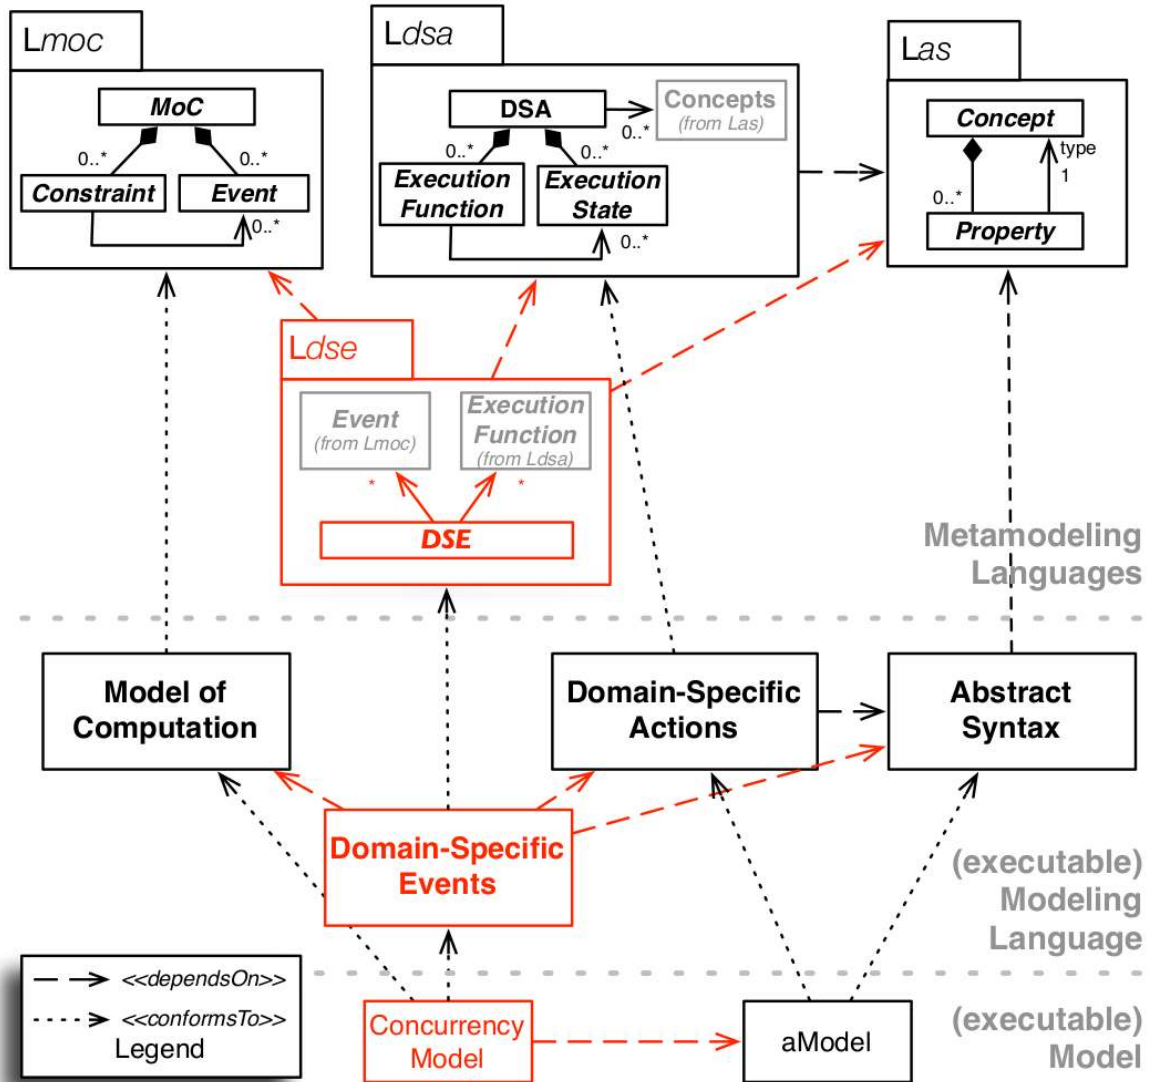 Lmoc
Ldsa
Las
MoC
0..*
0..*
Constraint
Event
0..*
DSA
Concepts
(from Las)
0..*
0..*
0..*
Execution
Function
Execution
State
0..*
Concept
type
1
0..*
Property
Ldse
Event
(from Lmoc)
Execution
Function
(from Ldsa)
*
*
DSE
Metamodeling
Languages
Model of
Computation
Domain-Specific
Actions
Abstract
Syntax
Domain-Specific
Events
(executable)
Modeling
Language
<<dependsOn>>
<<conformsTo>>
Legend
Concurrency
Model
aModel
(executable)
Model